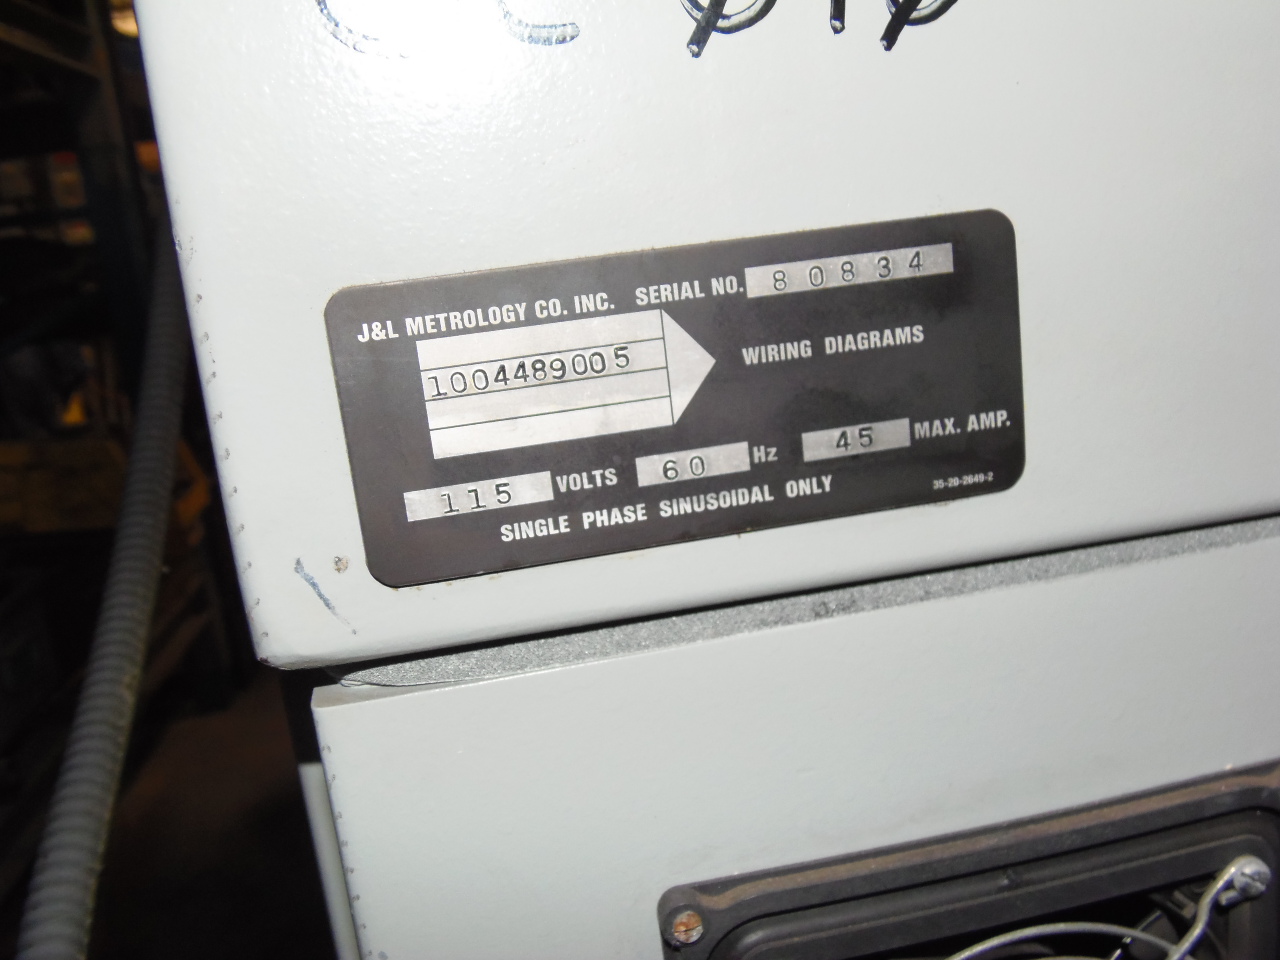 J&L METROLOGY CO. INC. SERIAL NO. 80834
1004489005
WIRING DIAGRAMS
115 VOLTS 60 Hz 45 MAX. AMP.
SINGLE PHASE SINUSOIDAL ONLY
35-20-2649-2